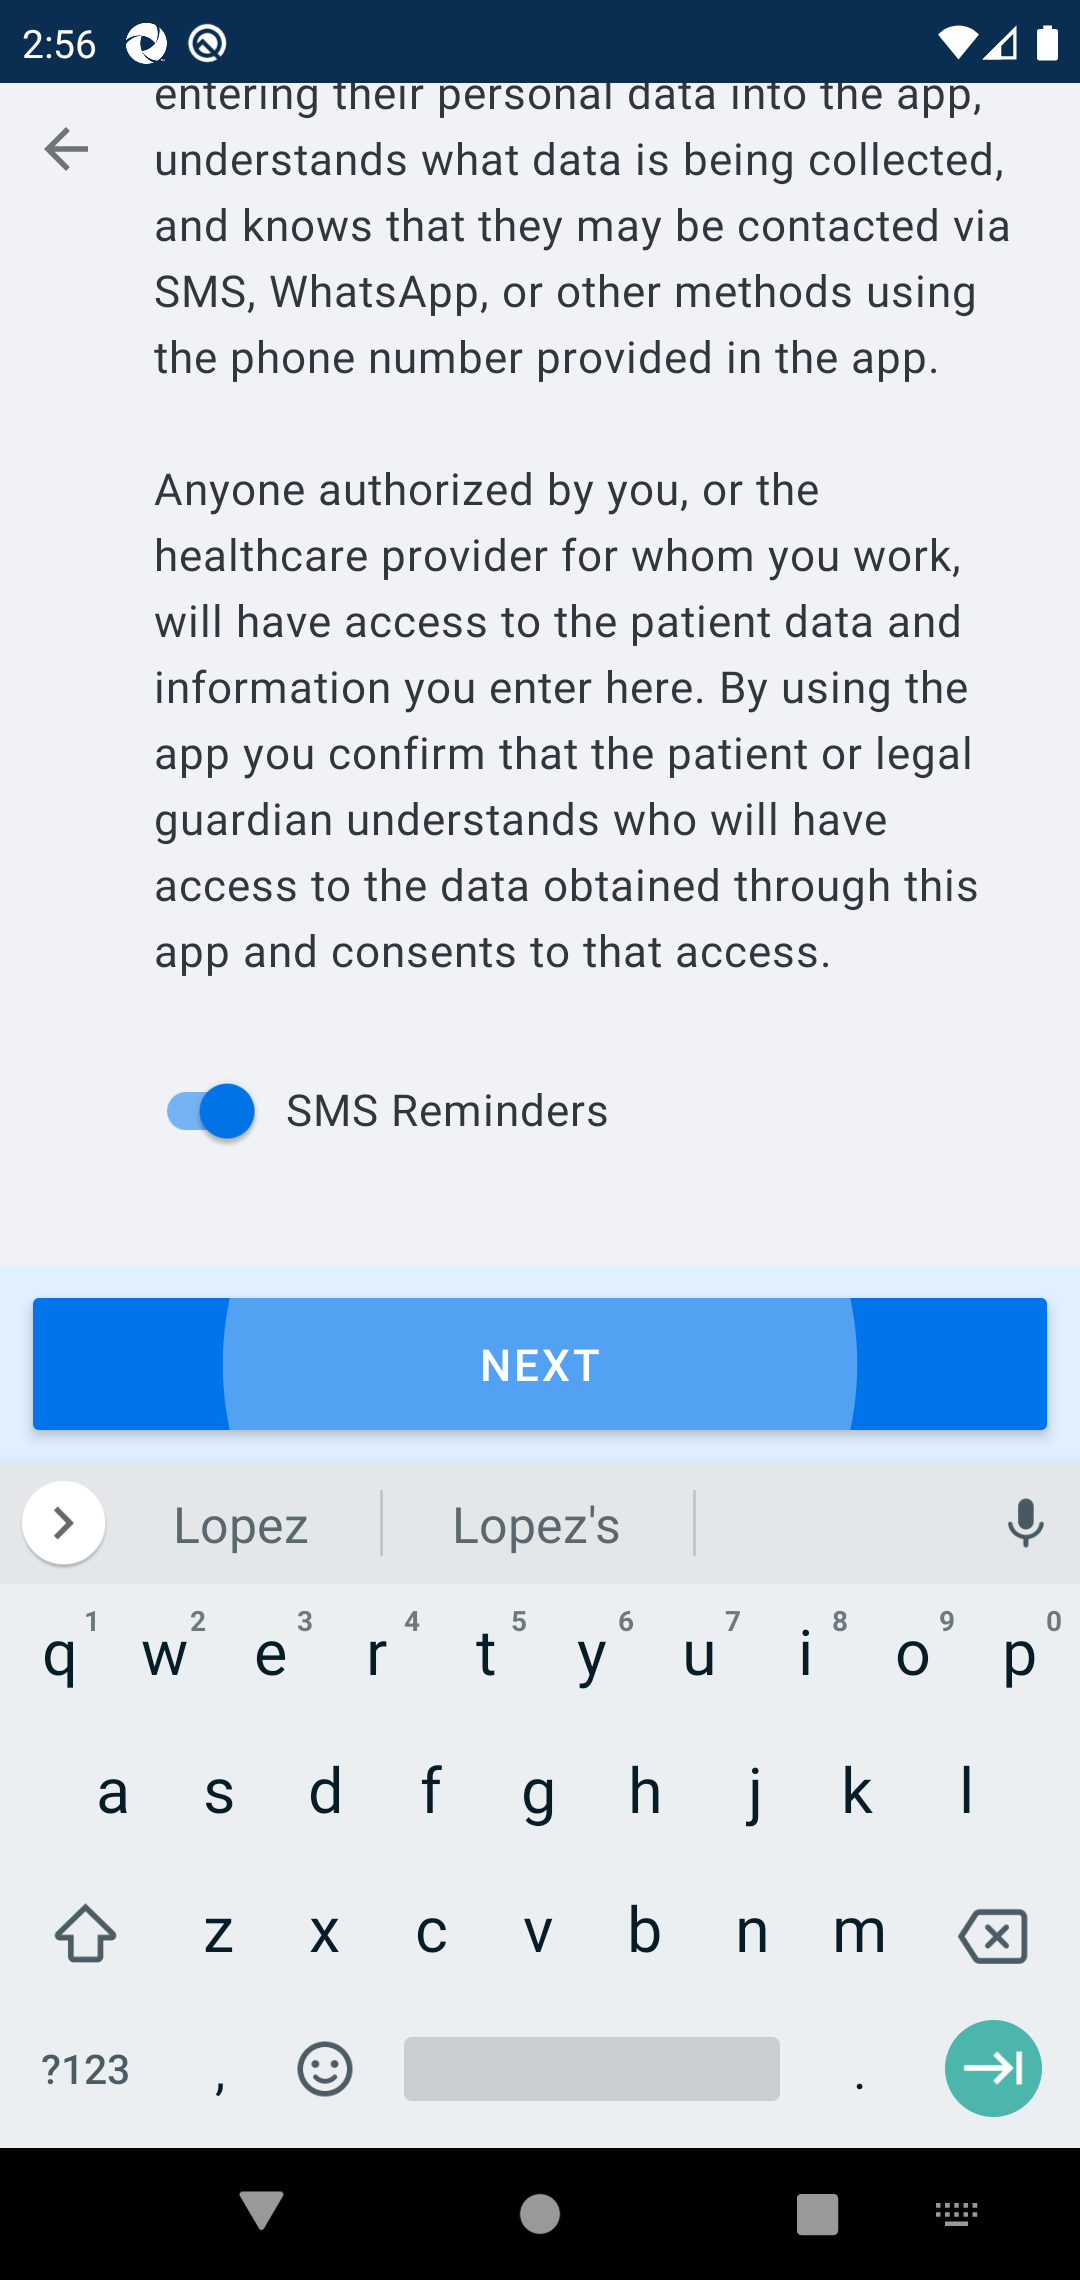 2:56
entering their personal data into the app,
understands what data is being collected,
and knows that they may be contacted via
SMS, WhatsApp, or other methods using
the phone number provided in the app.
Anyone authorized by you, or the
healthcare provider for whom you work,
will have access to the patient data and
information you enter here. By using the
app you confirm that the patient or legal
guardian understands who will have
access to the data obtained through this
app and consents to that access.
SMS Reminders
NEXT
Lopez Lopez's
1 2 3 4 5 6 7 8 9 0
q w e r t y u i o p
a s d f g h j k l
z x c v b n m
?123 , .